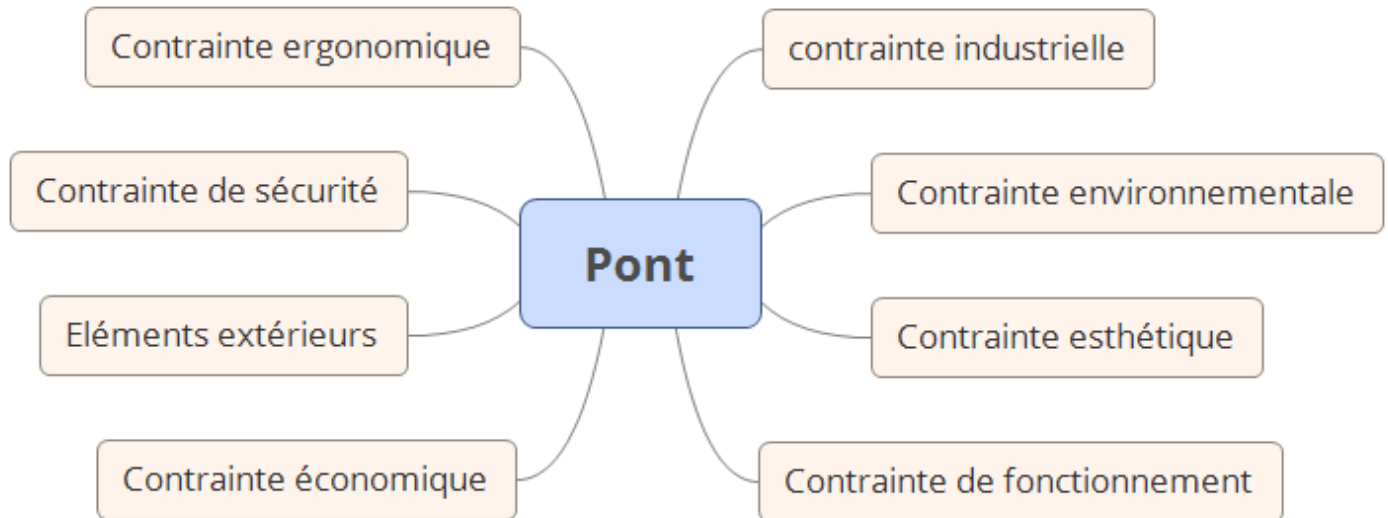 Contrainte ergonomique
contrainte industrielle
Contrainte de sécurité
Contrainte environnementale
Pont
Eléments extérieurs
Contrainte esthétique
Contrainte économique
Contrainte de fonctionnement